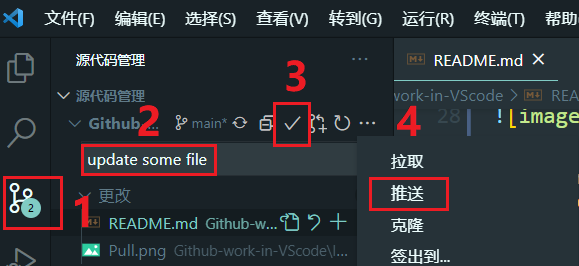 文件(F) 编辑(E) 选择(S) 查看(V) 转到(G) 运行(R) 终端(T) 帮助(H)
源代码管理
README.md
源代码管理
work-in-VScode
3
Github-... main*
28 ![image
2
4
update some file
拉取
更改
推送
2
1
README.md Github-w...
克隆
Pull.png Github-work-in-VScode\I...
签出到...